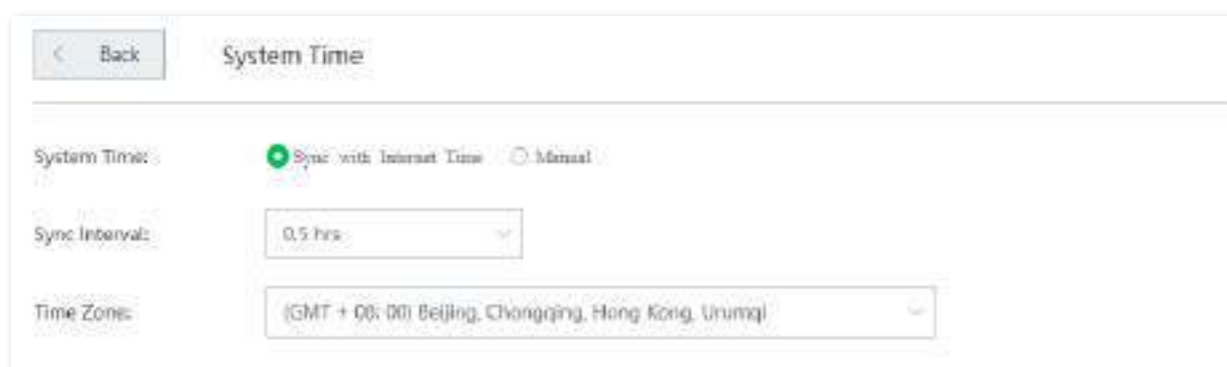 < Back System Time
System Time: Sync with Internet Time Manual
Sync Interval: 0.5 hrs
Time Zone: (GMT + 08: 00) Beijing, Chongqing, Hong Kong, Urumqi